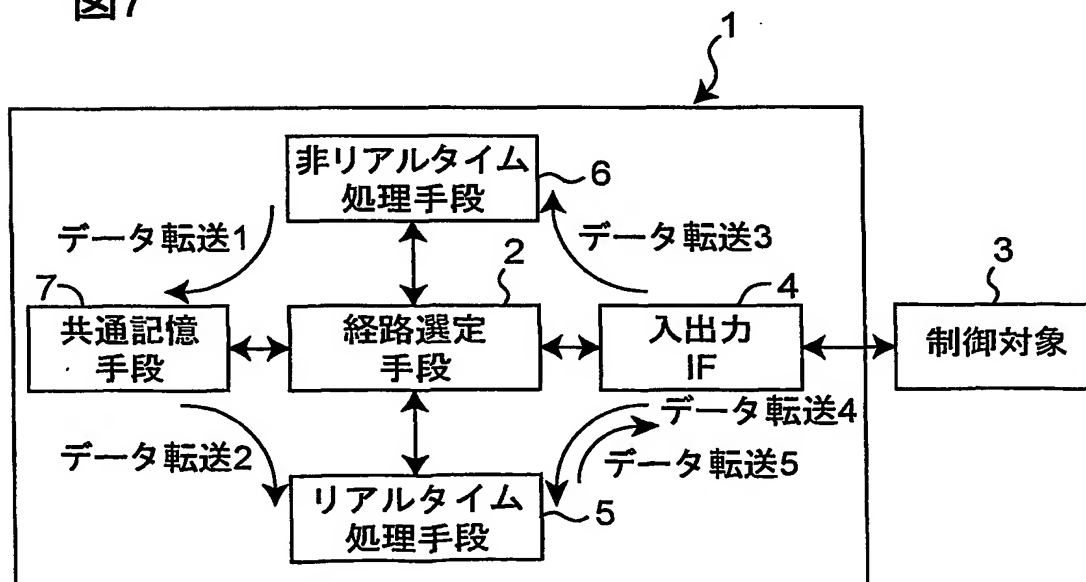 図7
1
非リアルタイム
処理手段
6
データ転送1
データ転送3
7
2
4
3
共通記憶
手段
経路選定
手段
入出力
IF
制御対象
データ転送4
データ転送2
データ転送5
リアルタイム
処理手段
5